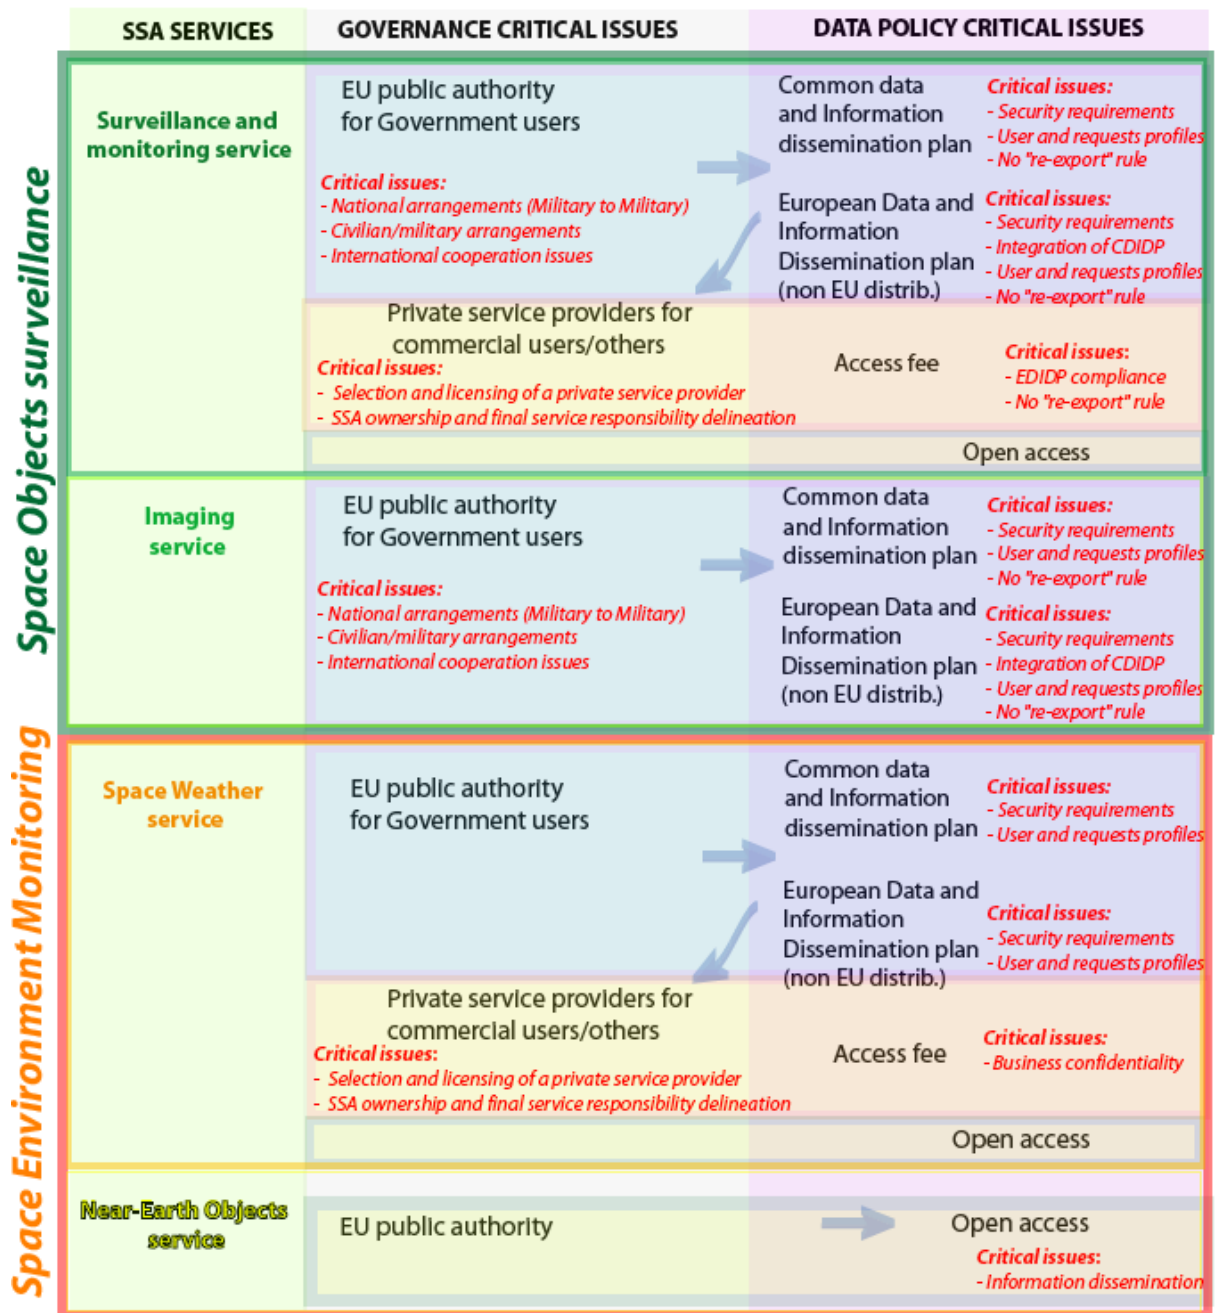 SSA SERVICES
GOVERNANCE CRITICAL ISSUES
DATA POLICY CRITICAL ISSUES
Space Objects surveillance
Surveillance and
monitoring service
EU public authority
for Government users
Critical issues:
- National arrangements (Military to Military)
- Civilian/military arrangements
- International cooperation issues
Common data
and Information
dissemination plan
Critical issues:
- Security requirements
- User and requests profiles
- No "re-export" rule
European Data and
Information
Dissemination plan
(non EU distrib.)
Critical issues:
- Security requirements
- Integration of CDIDP
- User and requests profiles
- No "re-export" rule
Private service providers for
commercial users/others
Critical issues:
- Selection and licensing of a private service provider
- SSA ownership and final service responsibility delineation
Access fee
Critical issues:
- EDIDP compliance
- No "re-export" rule
Open access
Imaging
service
EU public authority
for Government users
Critical issues:
- National arrangements (Military to Military)
- Civilian/military arrangements
- International cooperation issues
Common data
and Information
dissemination plan
Critical issues:
- Security requirements
- User and requests profiles
- No "re-export" rule
European Data and
Information
Dissemination plan
(non EU distrib.)
Critical issues:
- Security requirements
- Integration of CDIDP
- User and requests profiles
- No "re-export" rule
Space Environment Monitoring
Space Weather
service
EU public authority
for Government users
Common data
and Information
dissemination plan
Critical issues:
- Security requirements
- User and requests profiles
European Data and
Information
Dissemination plan
(non EU distrib.)
Critical issues:
- Security requirements
- User and requests profiles
Private service providers for
commercial users/others
Critical issues:
- Selection and licensing of a private service provider
- SSA ownership and final service responsibility delineation
Access fee
Critical issues:
- Business confidentiality
Open access
Near-Earth Objects
service
EU public authority
Open access
Critical issues:
- Information dissemination